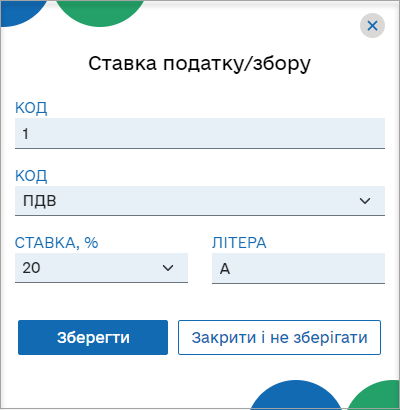 Ставка податку/збору
КОД
1
КОД
ПДВ
СТАВКА, %
ЛІТЕРА
20
А
Зберегти
Закрити і не зберігати